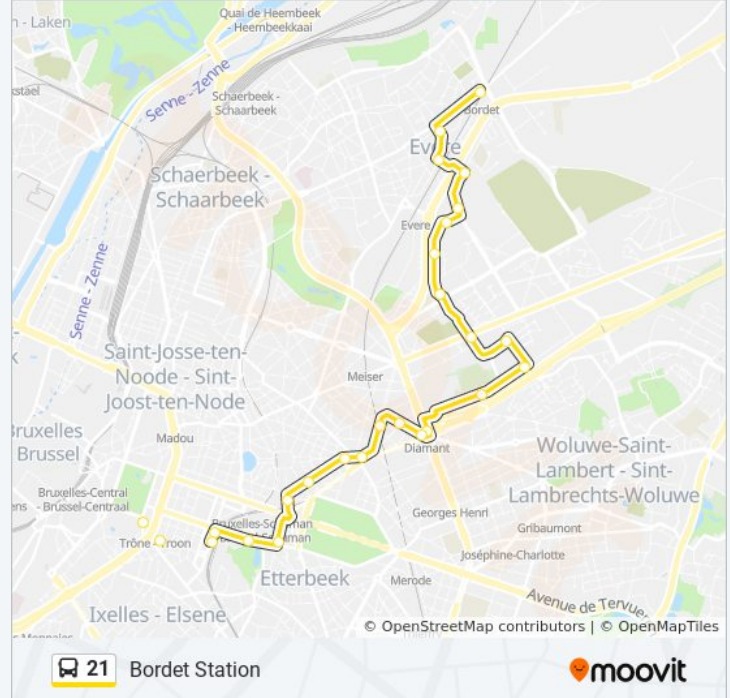 n - Laken
Quai de Heembeek
- Heembeekkaai
Senne - Zenne
Schaerbeek -
Schaarbeek
Bordet
Schaerbeek -
Schaarbeek
Evere
Evere
Senne - Zenne
Saint-Josse-ten-
Noode - Sint-
Joost-ten-Node
Meiser
Bruxelles
Brussel
Madou
Diamant
Woluwe-Saint-
Lambert - Sint-
Lambrechts-Woluwe
Bruxelles-Central
- Brussel-Centraal
Georges Henri
Gribaumont
Joséphine-Charlotte
Etterbeek
Merode
Avenue de Tervue
Ixelles - Elsene
© OpenStreetMap contributors | © OpenMapTiles
21 Bordet Station
moovit